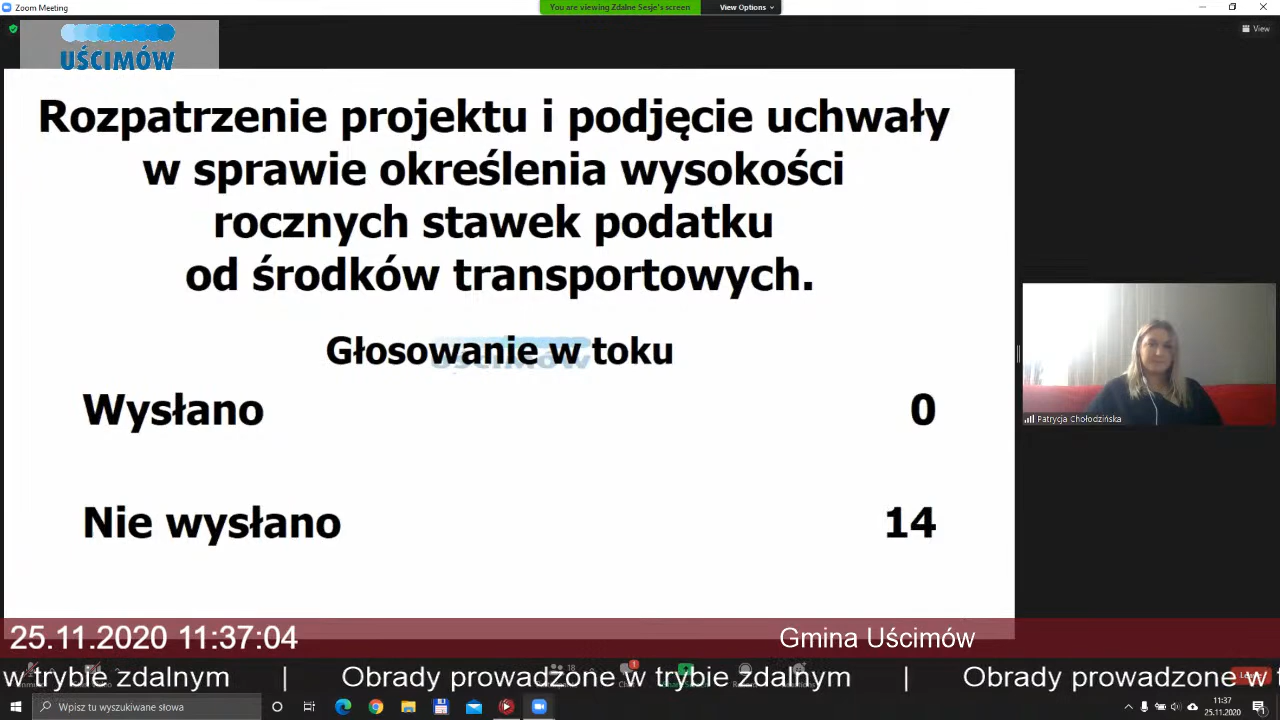 Zoom Meeting
You are viewing Zdalne Sesje's screen
View Options
View
UŚCIMÓW
Rozpatrzenie projektu i podjęcie uchwały
w sprawie określenia wysokości
rocznych stawek podatku
od środków transportowych.
Głosowanie w toku
UŚCIMÓW
Wysłano 0
Nie wysłano 14
Patrycja Chołodzińska
25.11.2020 11:37:04
Gmina Uścimów
w trybie zdalnym | Obrady prowadzone w trybie zdalnym | Obrady prowadzone w t
18
1
Wpisz tu wyszukiwane słowa
11:37
25.11.2020